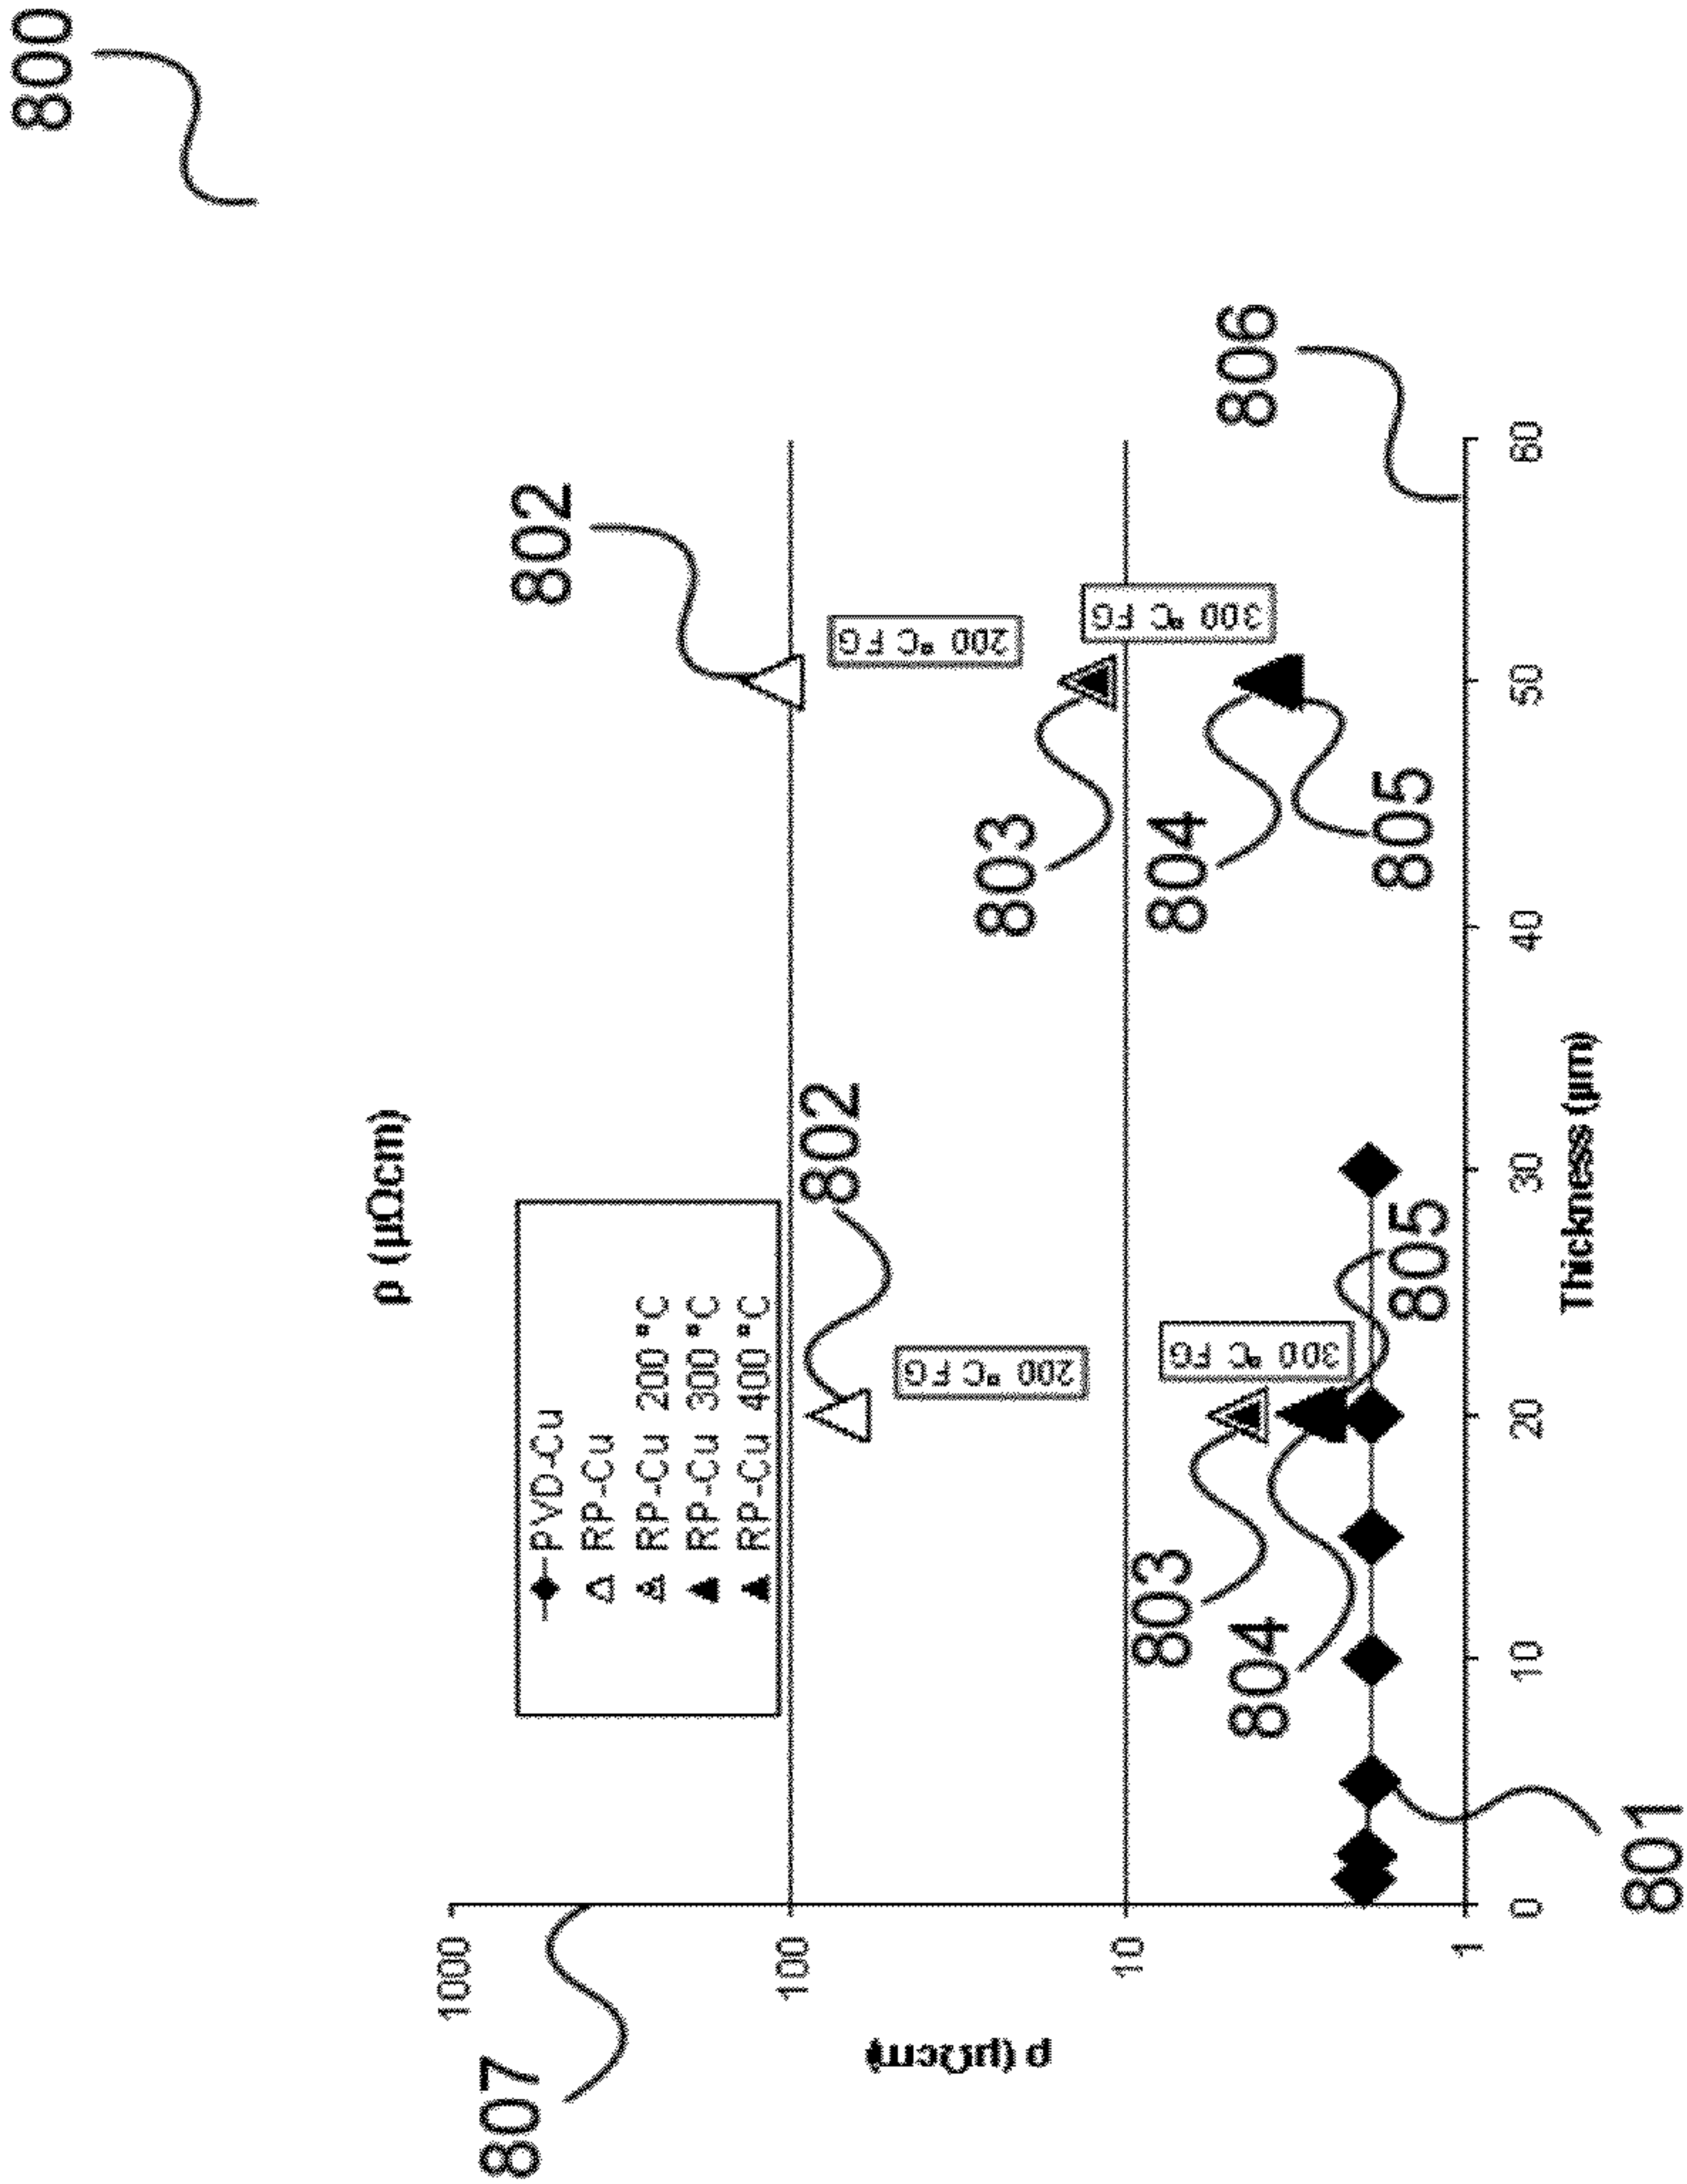 800
ρ (µΩcm)
PVD-Cu
RP-Cu
RP-Cu 200 °C
RP-Cu 300 °C
RP-Cu 400 °C
807
ρ (µΩcm)
1000
100
10
1
802
802
200 °C FG
200 °C FG
803
803
300 °C FG
300 °C FG
804
804
805
805
806
801
0
10
20
30
40
50
60
Thickness (µm)